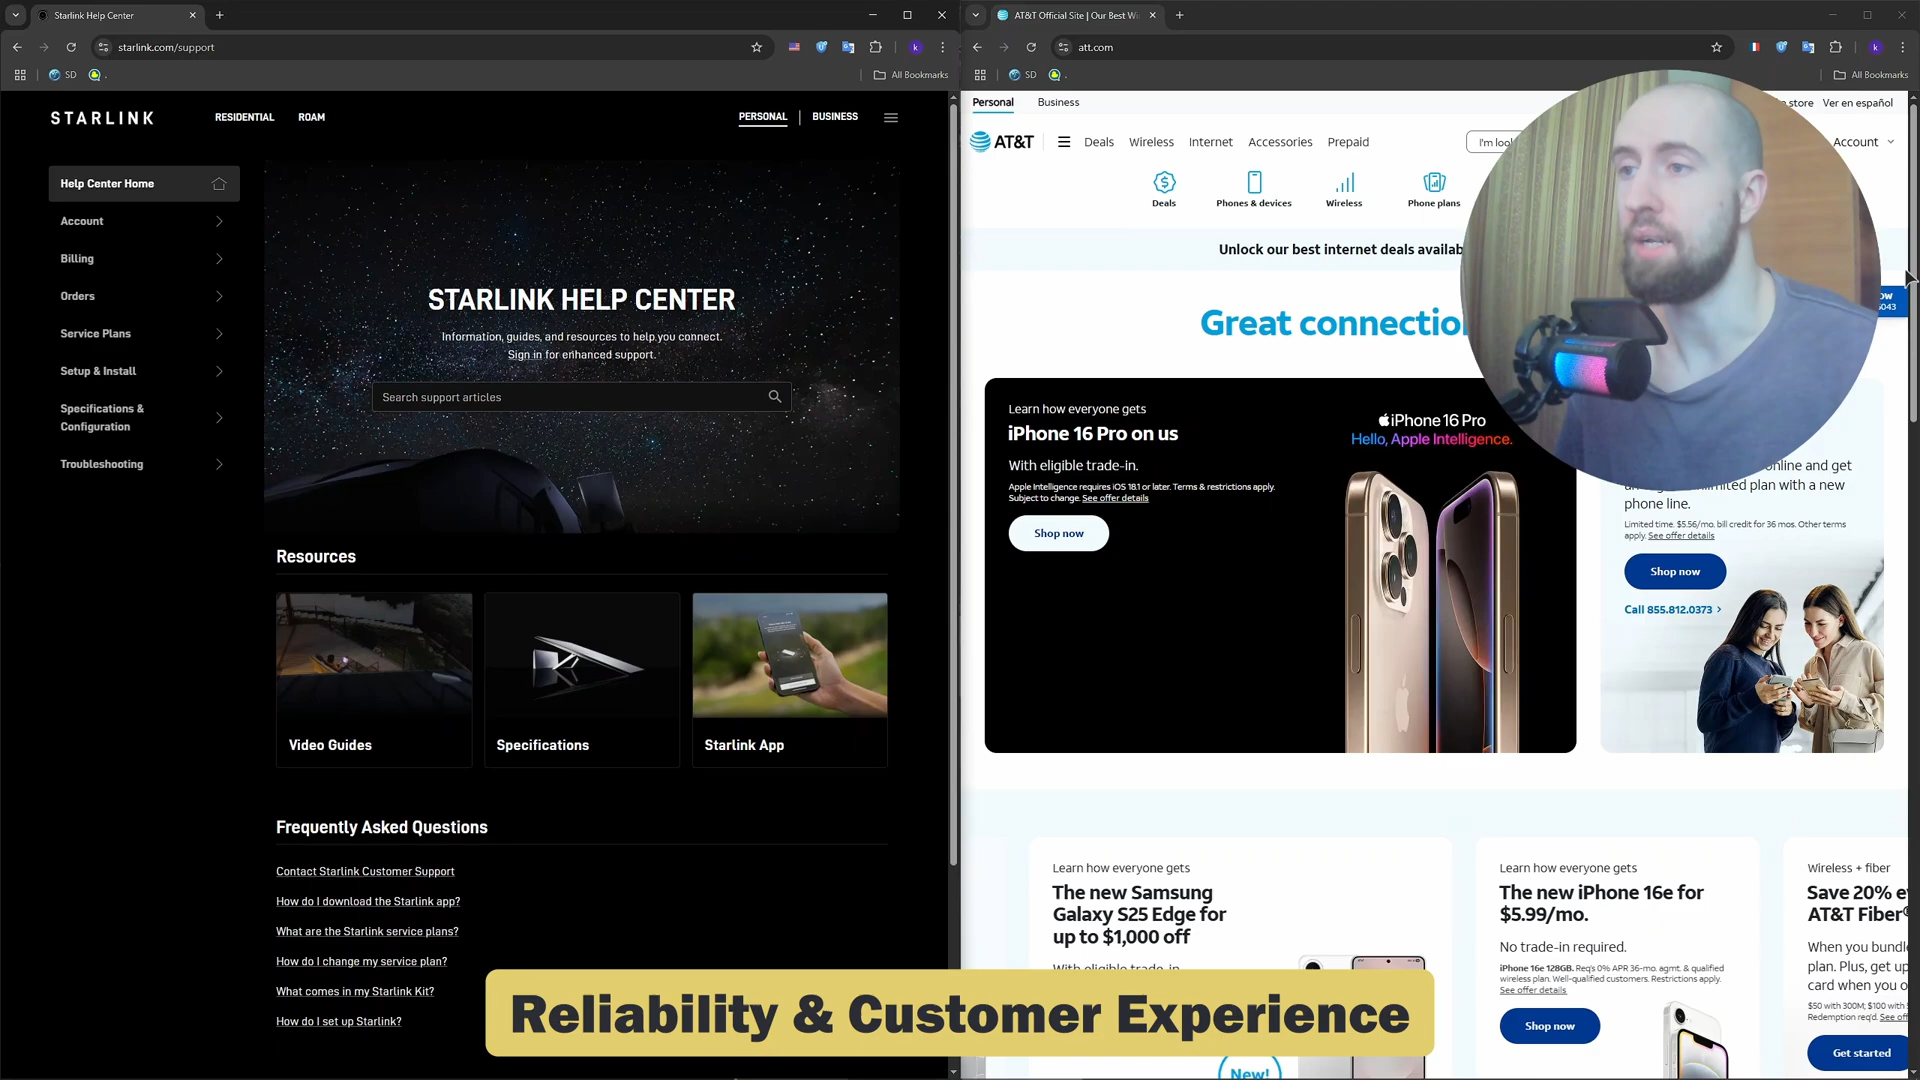 Starlink Help Center
starlink.com/support
SD
All Bookmarks
STARLINK
RESIDENTIAL
ROAM
PERSONAL
BUSINESS
Help Center Home
Account
Billing
Orders
Service Plans
Setup & Install
Specifications &
Configuration
Troubleshooting
STARLINK HELP CENTER
Information, guides, and resources to help you connect.
Sign in for enhanced support.
Search support articles
Resources
Video Guides
Specifications
Starlink App
Frequently Asked Questions
Contact Starlink Customer Support
How do I download the Starlink app?
What are the Starlink service plans?
How do I change my service plan?
What comes in my Starlink Kit?
How do I set up Starlink?
AT&T Official Site | Our Best Wi
att.com
SD
All Bookmarks
Personal
Business
store
Ver en español
AT&T
Deals
Wireless
Internet
Accessories
Prepaid
I'm loo
Account
Deals
Phones & devices
Wireless
Phone plans
Unlock our best internet deals availab
Great connection
Learn how everyone gets
iPhone 16 Pro on us
With eligible trade-in.
Apple Intelligence requires iOS 18.1 or later. Terms & restrictions apply.
Subject to change. See offer details
Shop now
iPhone 16 Pro
Hello, Apple Intelligence.
online and get
limited plan with a new
phone line.
Limited time. $5.56/mo. bill credit for 36 mos. Other terms
apply. See offer details
Shop now
Call 855.812.0373 >
Learn how everyone gets
The new Samsung
Galaxy S25 Edge for
up to $1,000 off
With eligible trade-in.
New!
Learn how everyone gets
The new iPhone 16e for
$5.99/mo.
No trade-in required.
iPhone 16e 128GB. Req's 0% APR 36-mo. agmt. & qualified
wireless plan. Well-qualified customers. Restrictions apply.
See offer details
Shop now
Wireless + fiber
Save 20% e
AT&T Fiber®
When you bundl
plan. Plus, get up
card when you o
$50 with 300M; $100 with
Redemption req'd. See off
Get started
Reliability & Customer Experience